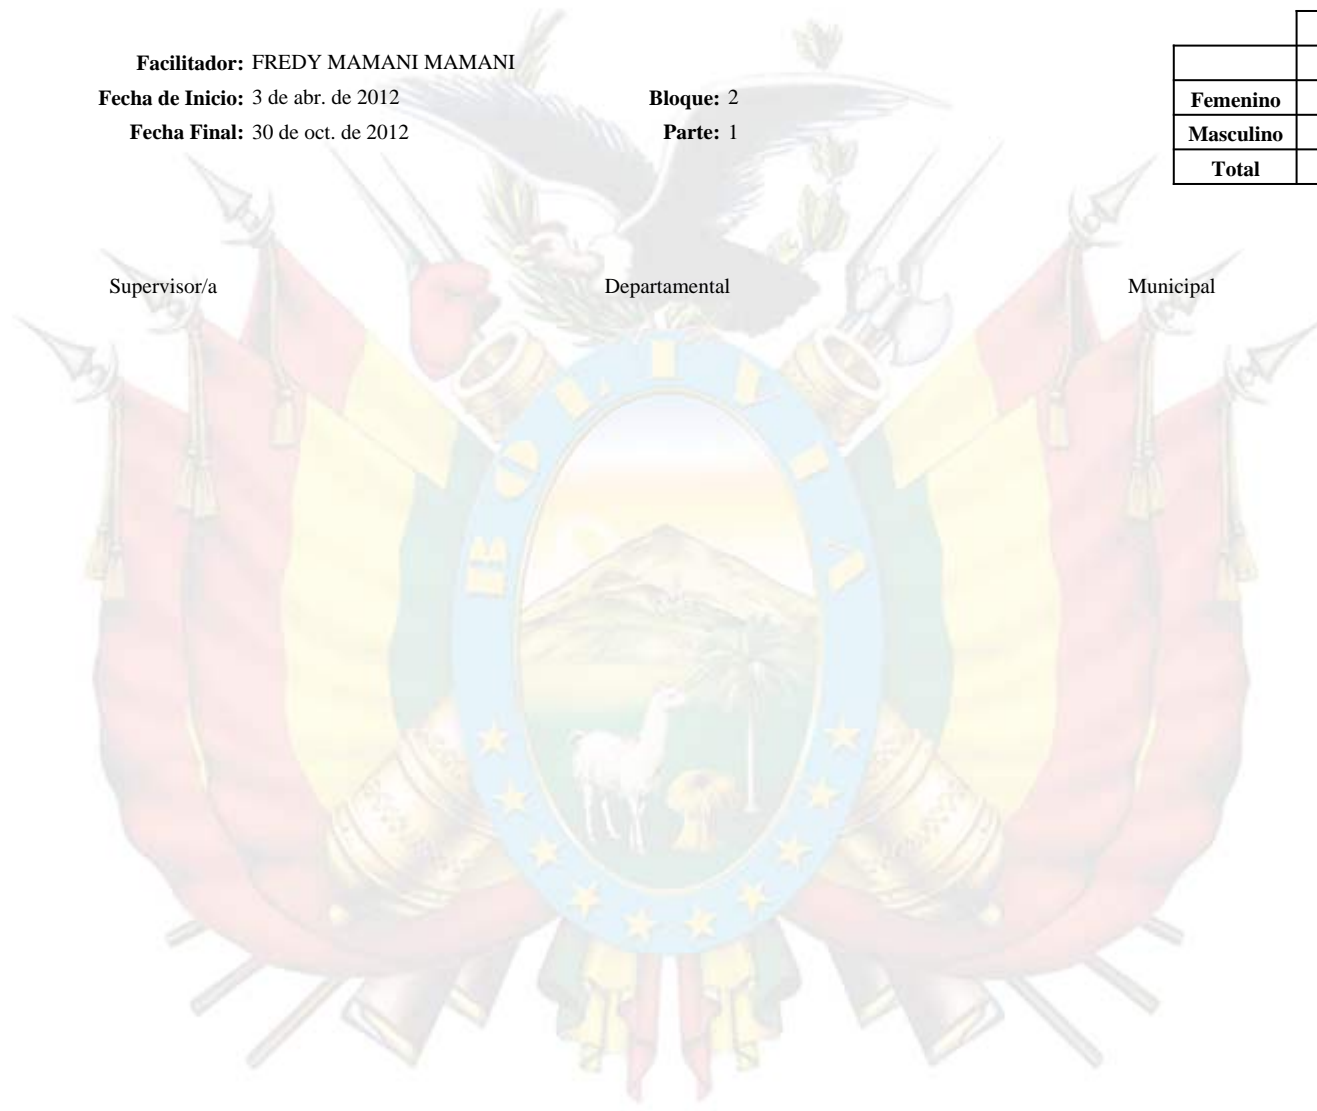 Facilitador: FREDY MAMANI MAMANI
Fecha de Inicio: 3 de abr. de 2012 Bloque: 2
Fecha Final: 30 de oct. de 2012 Parte: 1
Femenino
Masculino
Total
Supervisor/a Departamental Municipal
BOLIVIA